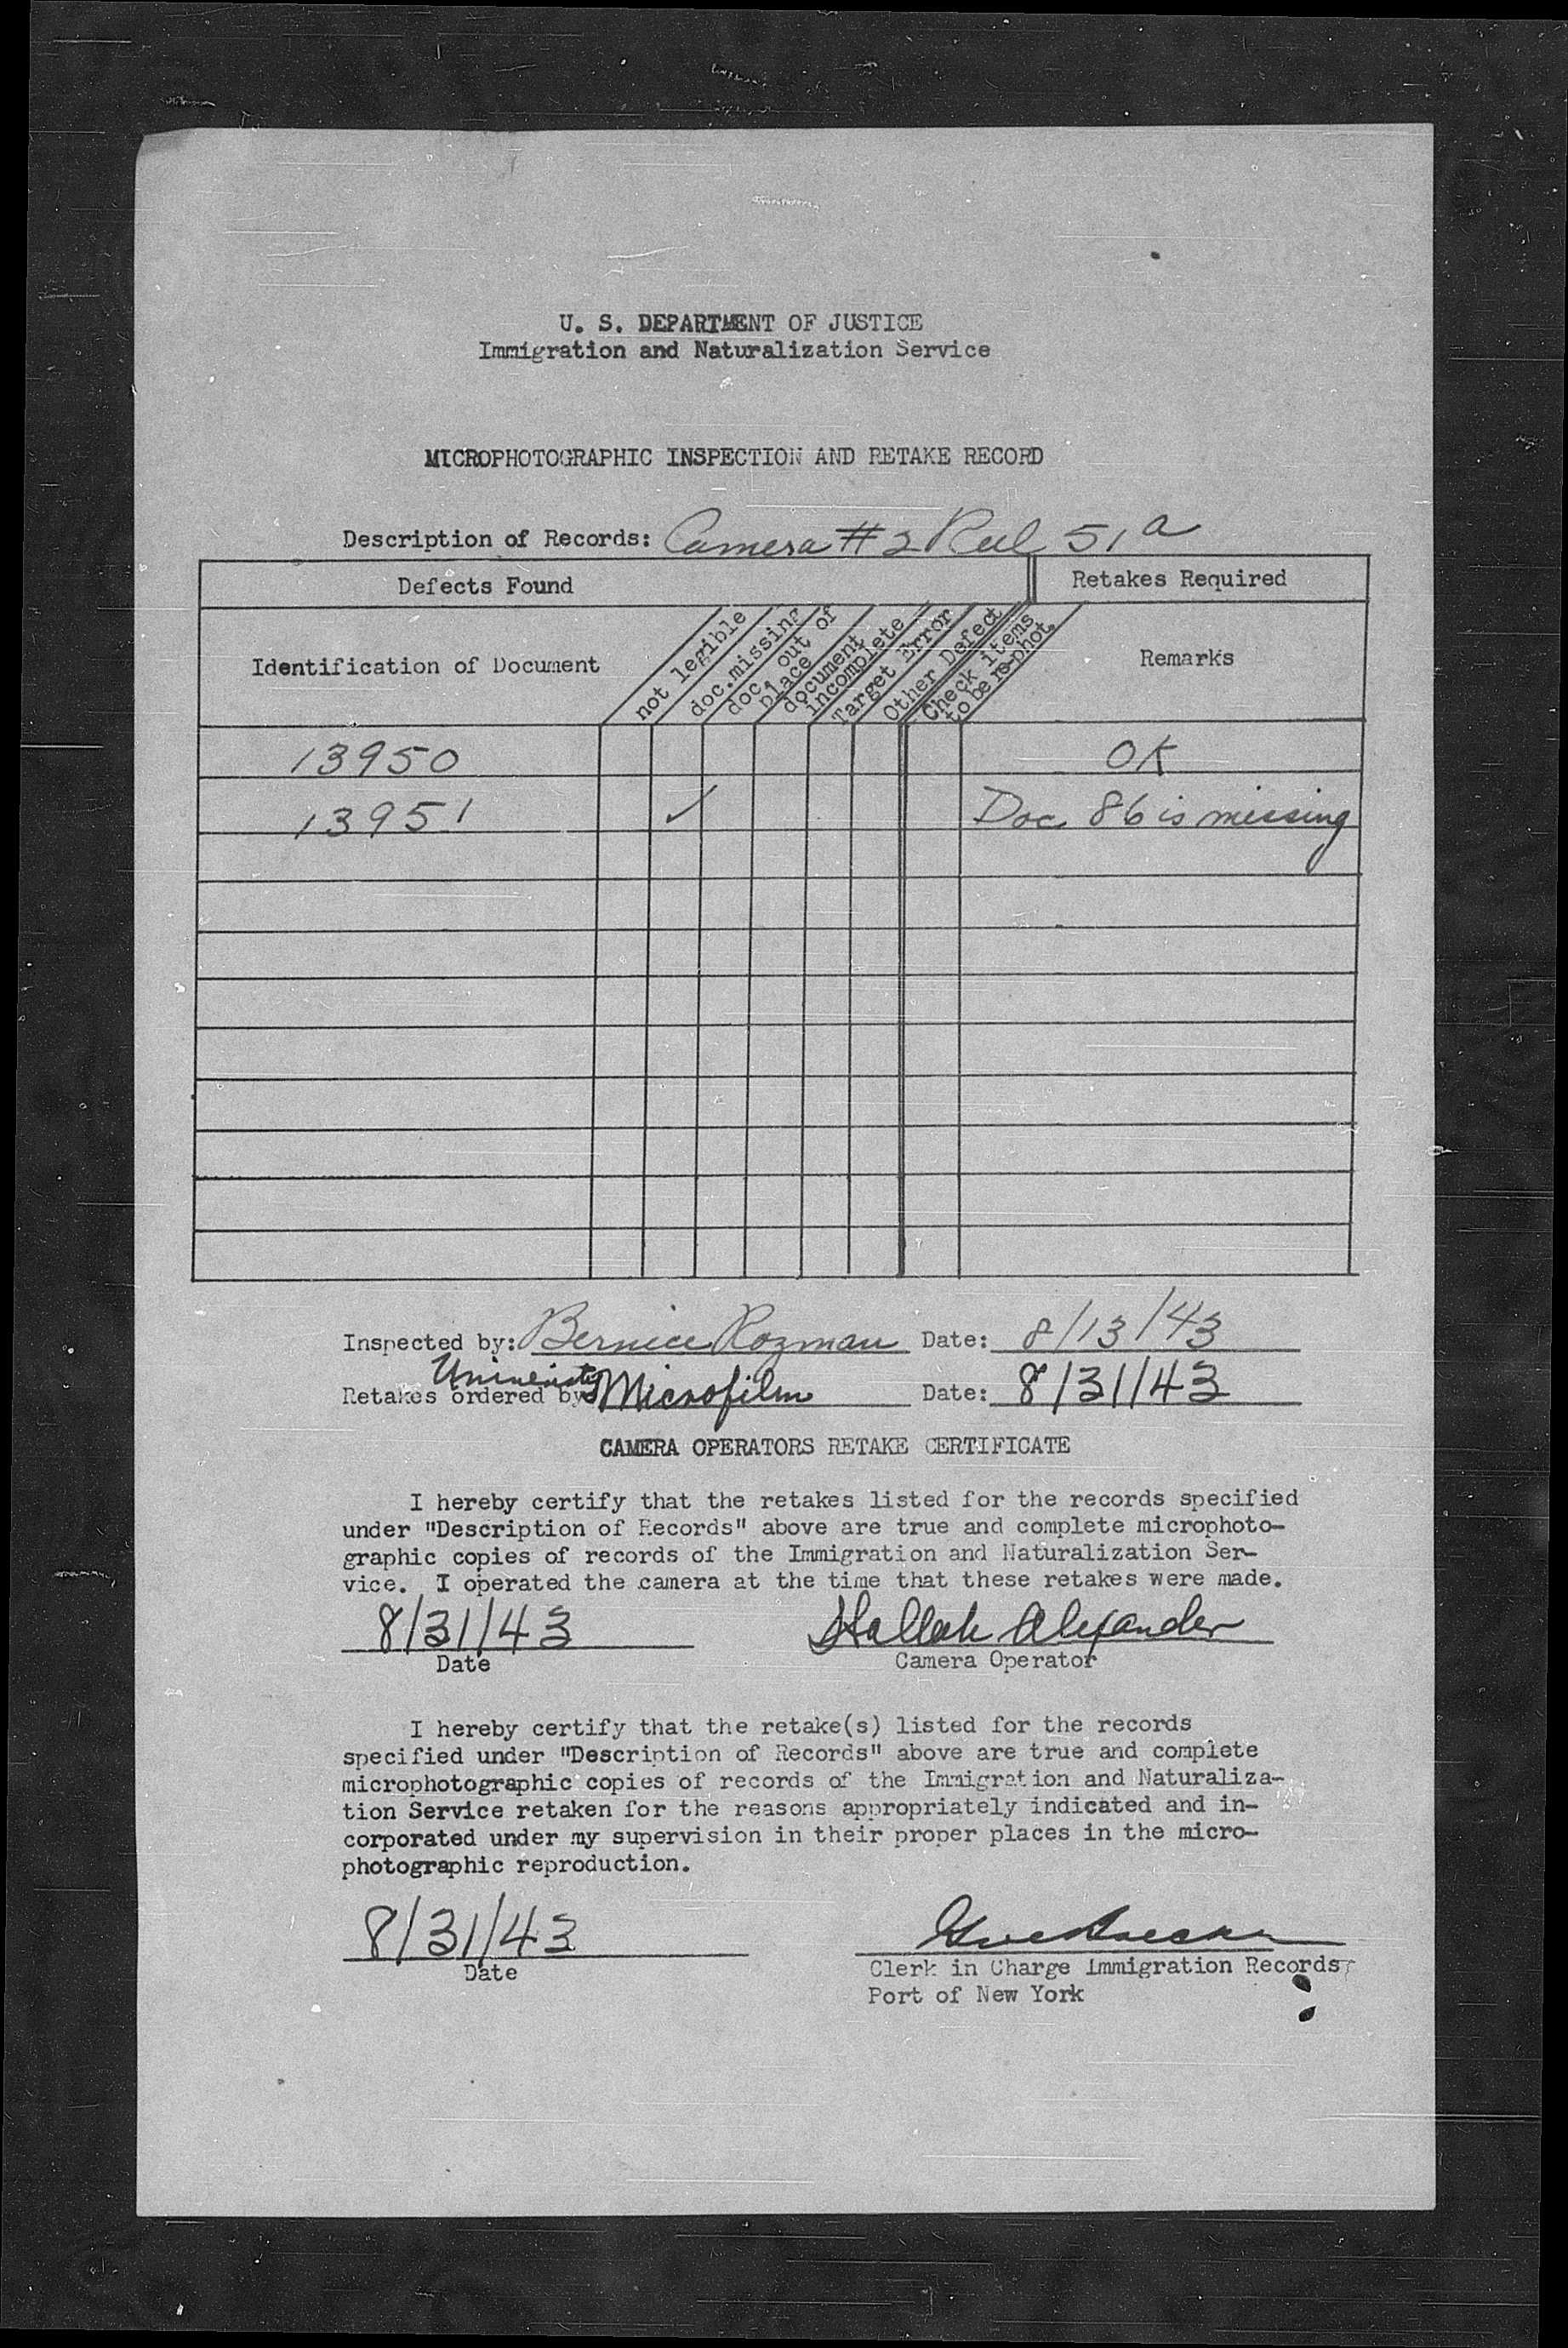 U. S. DEPARTMENT OF JUSTICE
Immigration and Naturalization Service
MICROPHOTOGRAPHIC INSPECTION AND RETAKE RECORD
Description of Records: Camera #2 Reel 51a
Defects Found
Retakes Required
Identification of Document
not legible
doc.missing
doc. out of
place
document
incomplete
Target Error
Other Defect
Check items
to be re-phot.
Remarks
13950 OK
13951 ✓ Doc. 86 is missing
Inspected by: Bernice Rozman Date: 8/13/43
Retakes ordered by: University Microfilm Date: 8/31/43
CAMERA OPERATORS RETAKE CERTIFICATE
I hereby certify that the retakes listed for the records specified
under "Description of Records" above are true and complete microphoto-
graphic copies of records of the Immigration and Naturalization Ser-
vice. I operated the camera at the time that these retakes were made.
8/31/43 Alexander
Date Camera Operator
I hereby certify that the retake(s) listed for the records
specified under "Description of Records" above are true and complete
microphotographic copies of records of the Immigration and Naturaliza-
tion Service retaken for the reasons appropriately indicated and in-
corporated under my supervision in their proper places in the micro-
photographic reproduction.
8/31/43
Date
Clerk in Charge Immigration Records
Port of New York